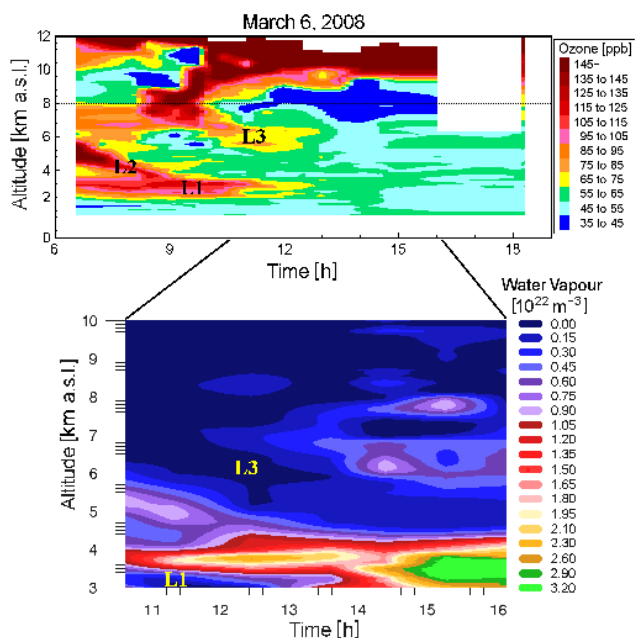 March 6, 2008
12
10
8
6
4
2
0
Altitude [km a.s.l.]
L2
L1
L3
6
9
12
15
18
Time [h]
Ozone [ppb]
145-
135 to 145
125 to 135
115 to 125
105 to 115
95 to 105
85 to 95
75 to 85
65 to 75
55 to 65
45 to 55
35 to 45
Water Vapour
[10²² m⁻³]
0.00
0.15
0.30
0.45
0.60
0.75
0.90
1.05
1.20
1.35
1.50
1.65
1.80
1.95
2.10
2.30
2.60
2.90
3.20
10
9
8
7
6
5
4
3
Altitude [km a.s.l.]
L3
L1
11
12
13
14
15
16
Time [h]